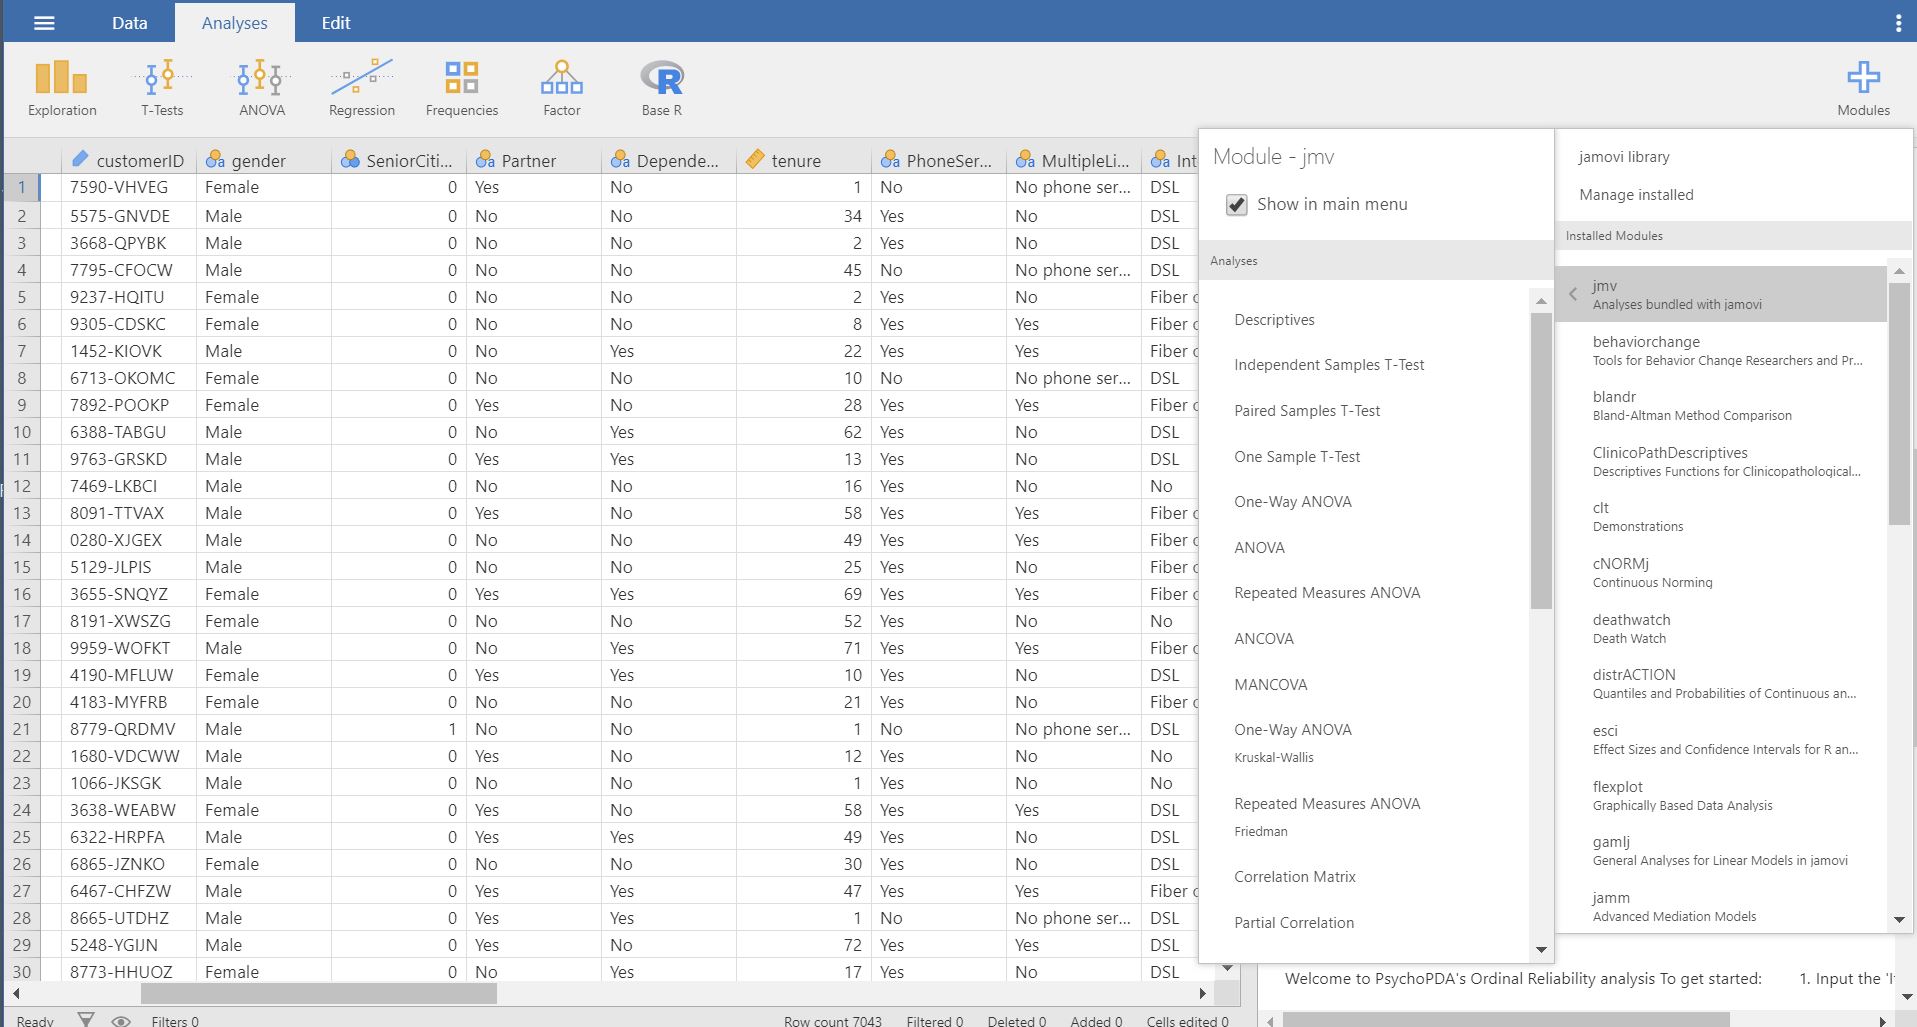 Data Analyses Edit
Exploration T-Tests ANOVA Regression Frequencies Factor Base R Modules
customerID gender SeniorCiti... Partner Depende... tenure PhoneSer... MultipleLi... Int
1 7590-VHVEG Female 0 Yes No 1 No No phone ser... DSL
2 5575-GNVDE Male 0 No No 34 Yes No DSL
3 3668-QPYBK Male 0 No No 2 Yes No DSL
4 7795-CFOCW Male 0 No No 45 No No phone ser... DSL
5 9237-HQITU Female 0 No No 2 Yes No Fiber o
6 9305-CDSKC Female 0 No No 8 Yes Yes Fiber o
7 1452-KIOVK Male 0 No Yes 22 Yes Yes Fiber o
8 6713-OKOMC Female 0 No No 10 No No phone ser... DSL
9 7892-POOKP Female 0 Yes No 28 Yes Yes Fiber o
10 6388-TABGU Male 0 No Yes 62 Yes No DSL
11 9763-GRSKD Male 0 Yes Yes 13 Yes No DSL
12 7469-LKBCI Male 0 No No 16 Yes No No
13 8091-TTVAX Male 0 Yes No 58 Yes Yes Fiber o
14 0280-XJGEX Male 0 No No 49 Yes Yes Fiber o
15 5129-JLPIS Male 0 No No 25 Yes No Fiber o
16 3655-SNQYZ Female 0 Yes Yes 69 Yes Yes Fiber o
17 8191-XWSZG Female 0 No No 52 Yes No No
18 9959-WOFKT Male 0 No Yes 71 Yes Yes Fiber o
19 4190-MFLUW Female 0 Yes Yes 10 Yes No DSL
20 4183-MYFRB Female 0 No No 21 Yes No Fiber o
21 8779-QRDMV Male 1 No No 1 No No phone ser... DSL
22 1680-VDCWW Male 0 Yes No 12 Yes No No
23 1066-JKSGK Male 0 No No 1 Yes No No
24 3638-WEABW Female 0 Yes No 58 Yes Yes DSL
25 6322-HRPFA Male 0 Yes Yes 49 Yes No DSL
26 6865-JZNKO Female 0 No No 30 Yes No DSL
27 6467-CHFZW Male 0 Yes Yes 47 Yes Yes Fiber o
28 8665-UTDHZ Male 0 Yes Yes 1 No No phone ser... DSL
29 5248-YGIJN Male 0 Yes No 72 Yes Yes DSL
30 8773-HHUOZ Female 0 No Yes 17 Yes No DSL
Ready Filters 0 Row count 7043 Filtered 0 Deleted 0 Added 0 Cells edited 0
Module - jmv
Show in main menu
Analyses
Descriptives
Independent Samples T-Test
Paired Samples T-Test
One Sample T-Test
One-Way ANOVA
ANOVA
Repeated Measures ANOVA
ANCOVA
MANCOVA
One-Way ANOVA
Kruskal-Wallis
Repeated Measures ANOVA
Friedman
Correlation Matrix
Partial Correlation
jamovi library
Manage installed
Installed Modules
jmv
Analyses bundled with jamovi
behaviorchange
Tools for Behavior Change Researchers and Pr...
blandr
Bland-Altman Method Comparison
ClinicoPathDescriptives
Descriptives Functions for Clinicopathological...
clt
Demonstrations
cNORMj
Continuous Norming
deathwatch
Death Watch
distrACTION
Quantiles and Probabilities of Continuous an...
esci
Effect Sizes and Confidence Intervals for R an...
flexplot
Graphically Based Data Analysis
gamlj
General Analyses for Linear Models in jamovi
jamm
Advanced Mediation Models
Welcome to PsychoPDA's Ordinal Reliability analysis To get started: 1. Input the 'I